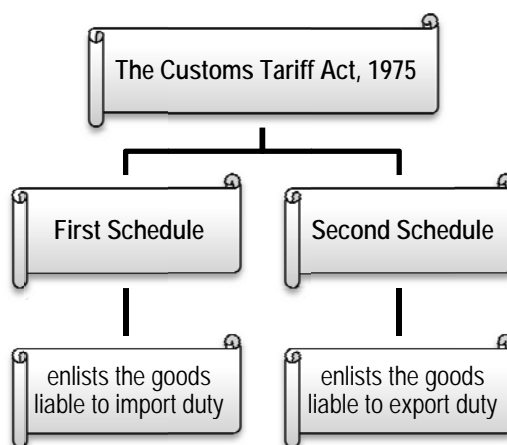 The Customs Tariff Act, 1975
First Schedule
Second Schedule
enlists the goods
liable to import duty
enlists the goods
liable to export duty